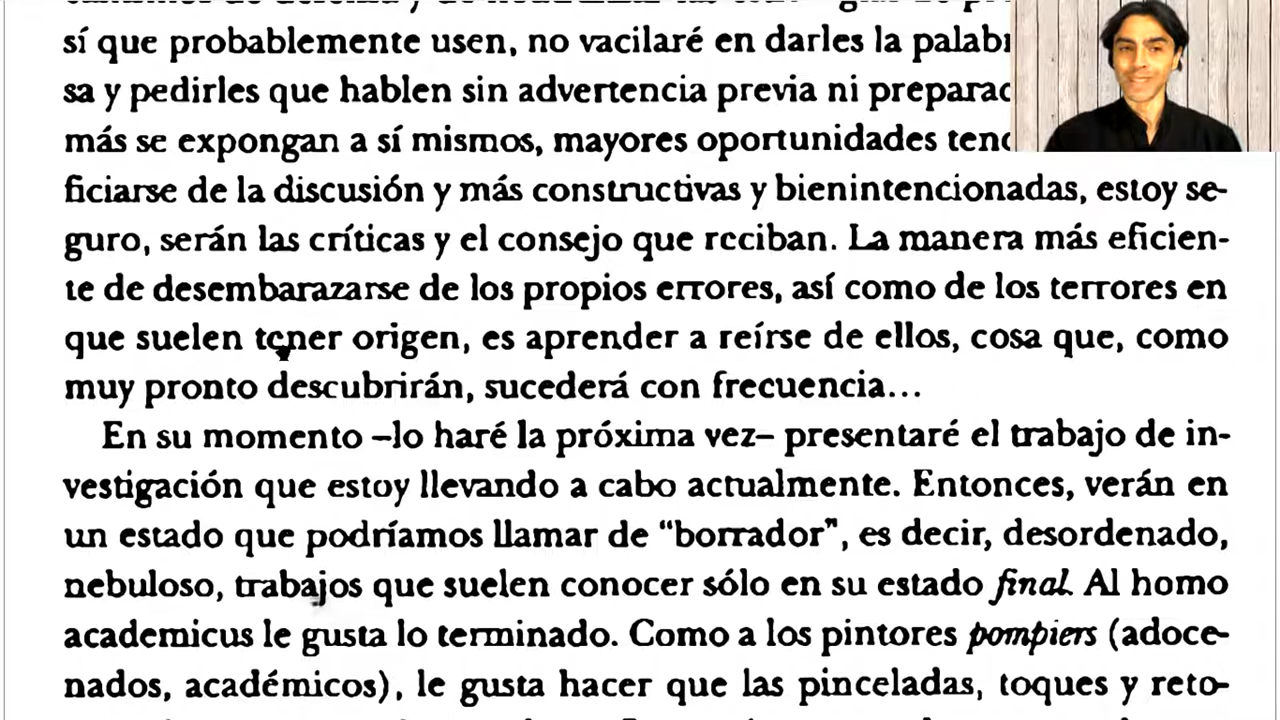 sí que probablemente usen, no vacilaré en darles la
sa y pedirles que hablen sin advertencia previa ni
más se expongan a sí mismos, mayores oportunidades
ficiarse de la discusión y más constructivas y bienintencionadas, estoy se-
guro, serán las críticas y el consejo que reciban. La manera más eficien-
te de desembarazarse de los propios errores, así como de los terrores en
que suelen tener origen, es aprender a reírse de ellos, cosa que, como
muy pronto descubrirán, sucederá con frecuencia...
En su momento –lo haré la próxima vez– presentaré el trabajo de in-
vestigación que estoy llevando a cabo actualmente. Entonces, verán en
un estado que podríamos llamar de “borrador”, es decir, desordenado,
nebuloso, trabajos que suelen conocer sólo en su estado final. Al homo
academicus le gusta lo terminado. Como a los pintores pompiers (adoce-
nados, académicos), le gusta hacer que las pinceladas, toques y reto-